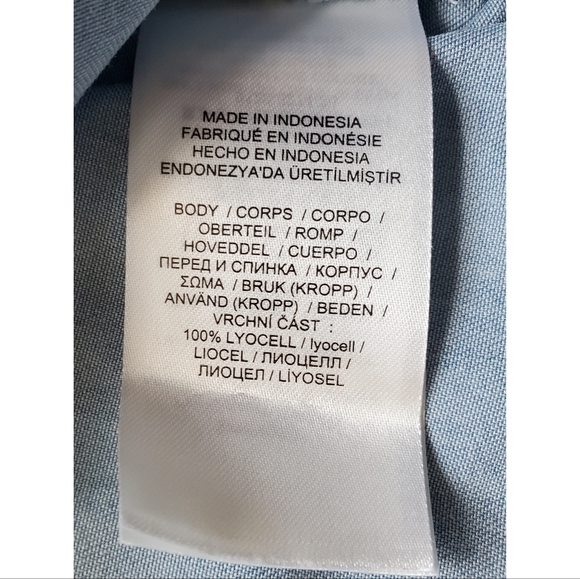 MADE IN INDONESIA
FABRIQUÉ EN INDONÉSIE
HECHO EN INDONESIA
ENDONEZYA'DA ÜRETİLMİŞTİR
BODY / CORPS / CORPO /
OBERTEIL / ROMP /
HOVEDDEL / CUERPO /
ПЕРЕД И СПИНКА / КОРПУС /
ΣΩΜΑ / BRUK (KROPP) /
ANVÄND (KROPP) / BEDEN /
VRCHNÍ ČÁST :
100% LYOCELL / lyocell /
LIOCEL / ЛИОЦЕЛЛ /
ЛИОЦЕЛ / LİYOSEL